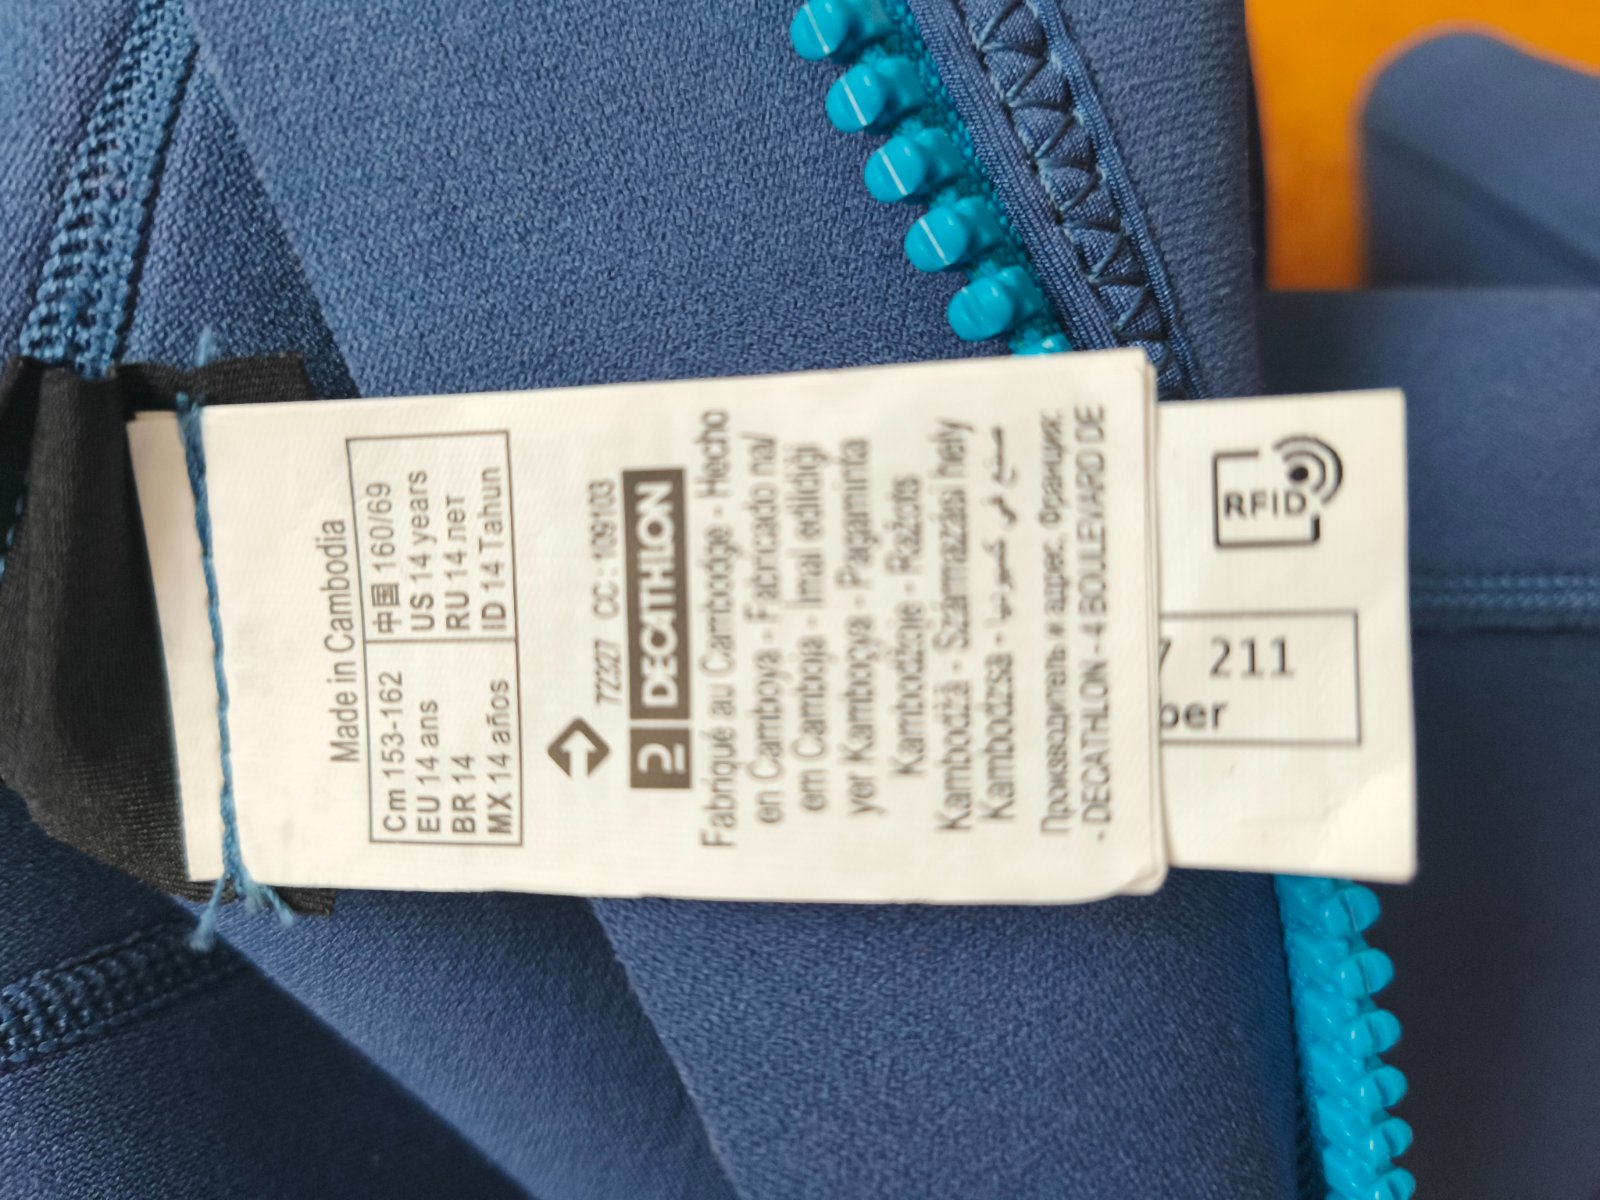 Made in Cambodia
Cm 153-162 中国 160/69
EU 14 ans US 14 years
BR 14 RU 14 лет
MX 14 años ID 14 Tahun
72327 CC: 109103
2 DECATHLON
Fabriqué au Cambodge - Hecho
en Camboya - Fabricado na/
em Camboja - İmal edildiği
yer Kamboçya - Pagaminta
Kambodžoje - Ražots
Kambodžā - Származási hely
Kambodzsa - صنع في كمبوديا
Производитель и адрес, Франция:
- DECATHLON - 4 BOULEVARD DE
RFID
7 211
ber